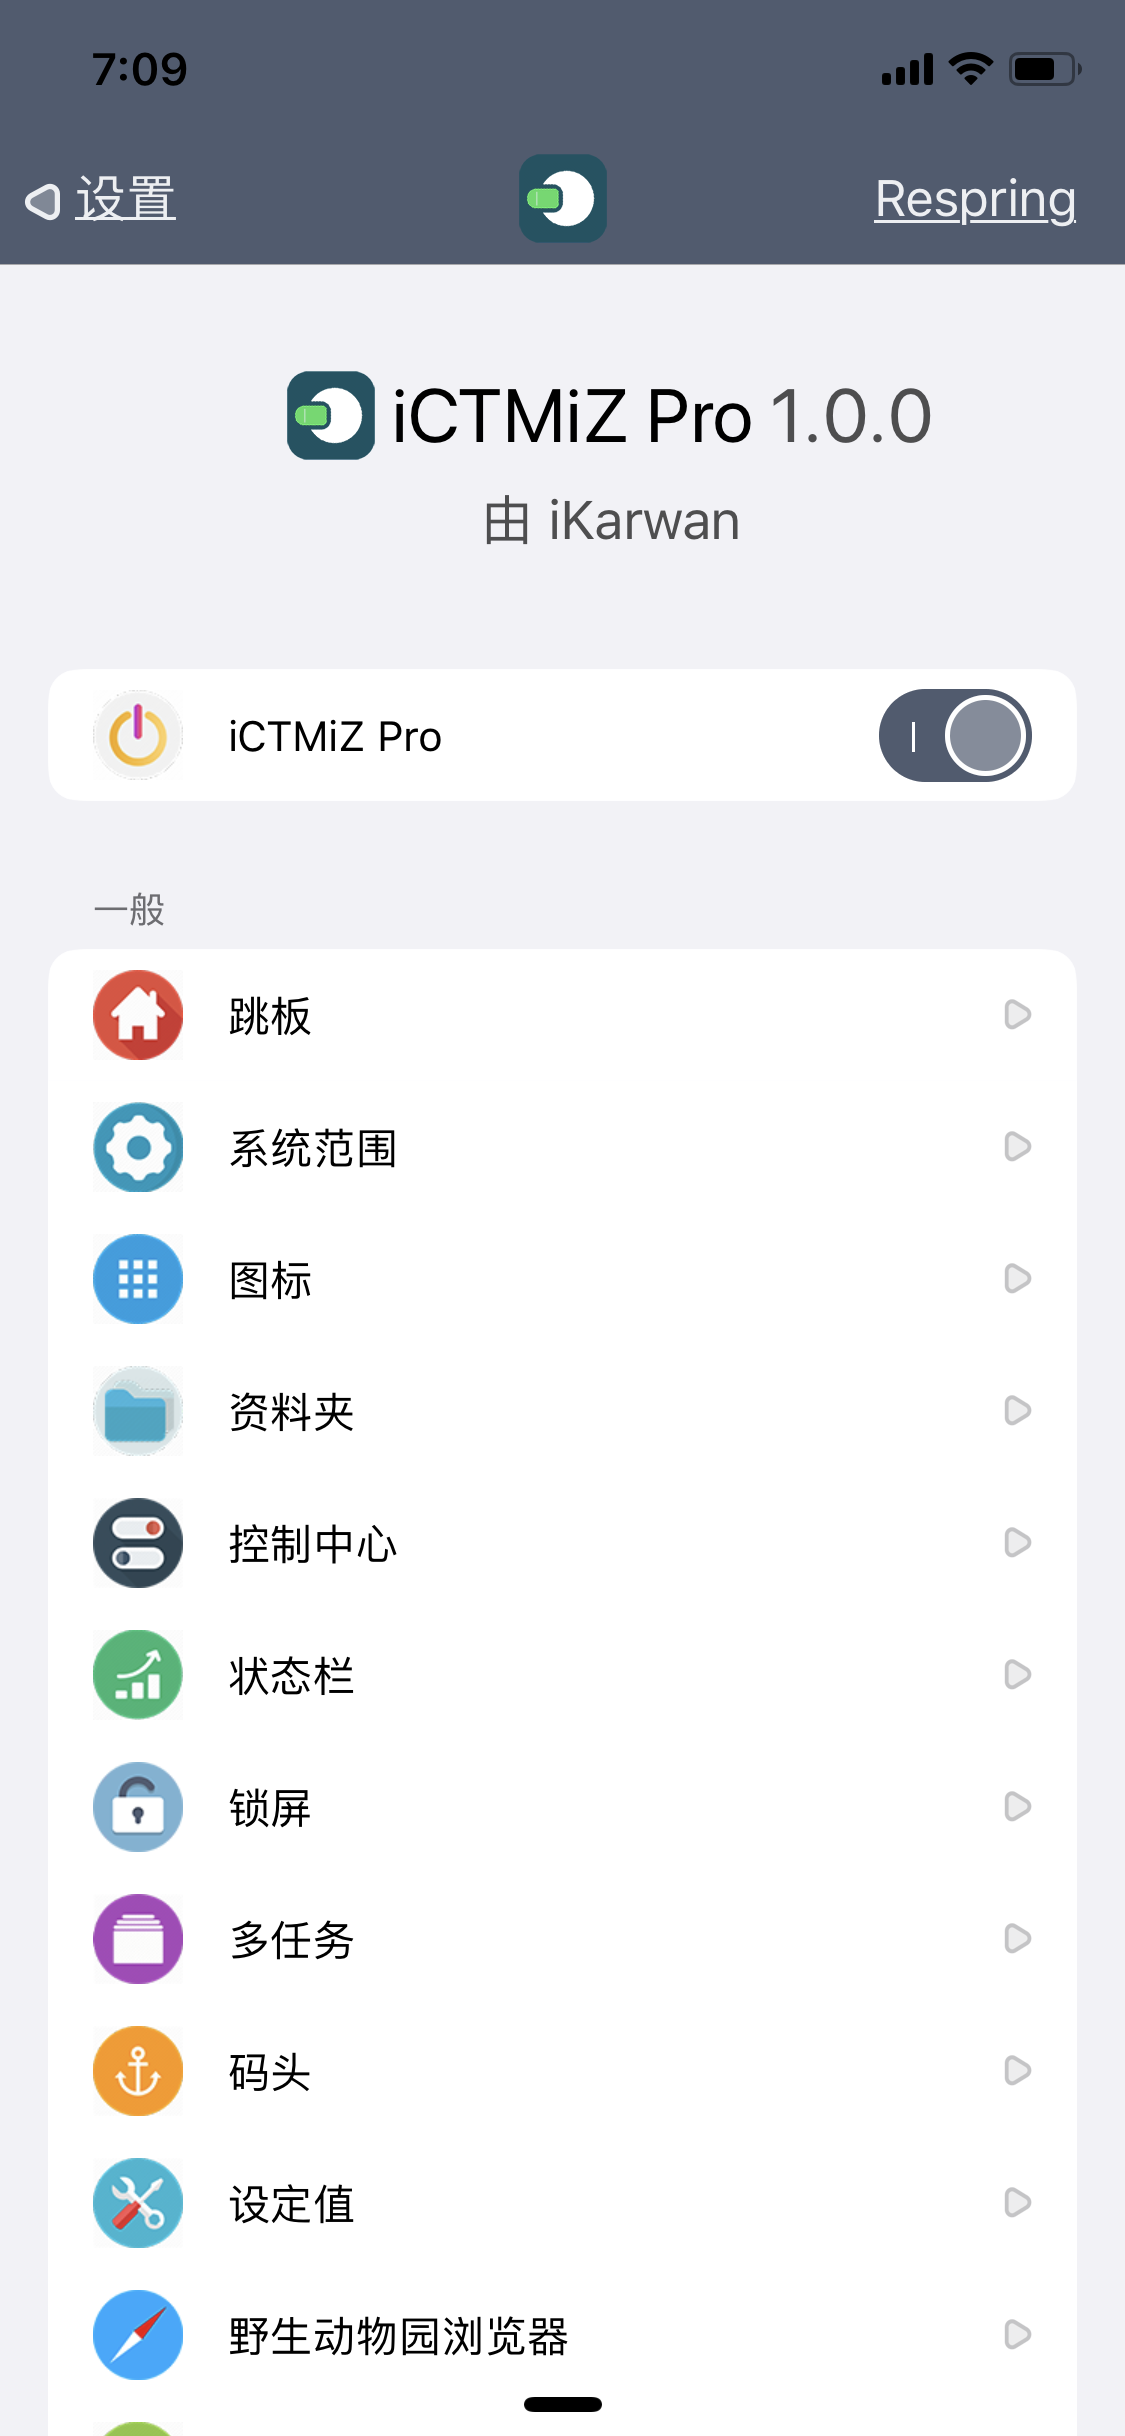 7:09
设置
Respring
iCTMiZ Pro 1.0.0
由 iKarwan
iCTMiZ Pro
一般
跳板
系统范围
图标
资料夹
控制中心
状态栏
锁屏
多任务
码头
设定值
野生动物园浏览器